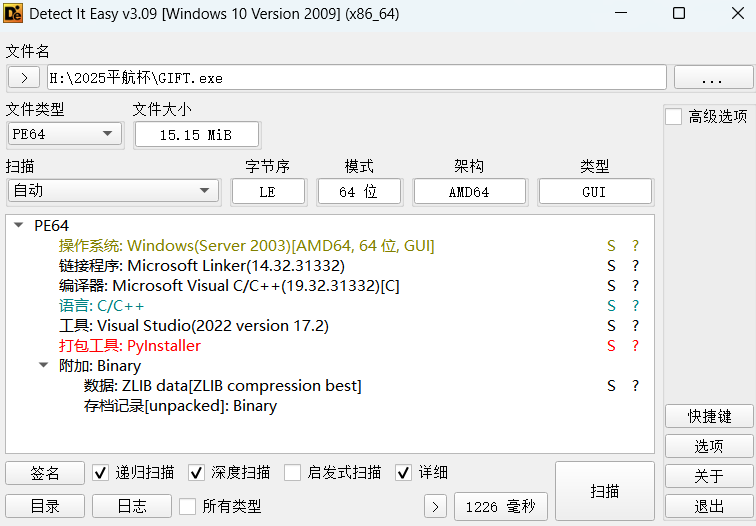 Detect It Easy v3.09 [Windows 10 Version 2009] (x86_64)
文件名
> H:\2025平航杯\GIFT.exe ...
文件类型 文件大小
PE64 15.15 MiB 高级选项
扫描 字节序 模式 架构 类型
自动 LE 64 位 AMD64 GUI
PE64
操作系统: Windows(Server 2003)[AMD64, 64 位, GUI] S ?
链接程序: Microsoft Linker(14.32.31332) S ?
编译器: Microsoft Visual C/C++(19.32.31332)[C] S ?
语言: C/C++ S ?
工具: Visual Studio(2022 version 17.2) S ?
打包工具: PyInstaller S ?
附加: Binary
数据: ZLIB data[ZLIB compression best] S ?
存档记录[unpacked]: Binary
快捷键
选项
签名 递归扫描 深度扫描 启发式扫描 详细 扫描 关于
目录 日志 所有类型 > 1226 毫秒 退出